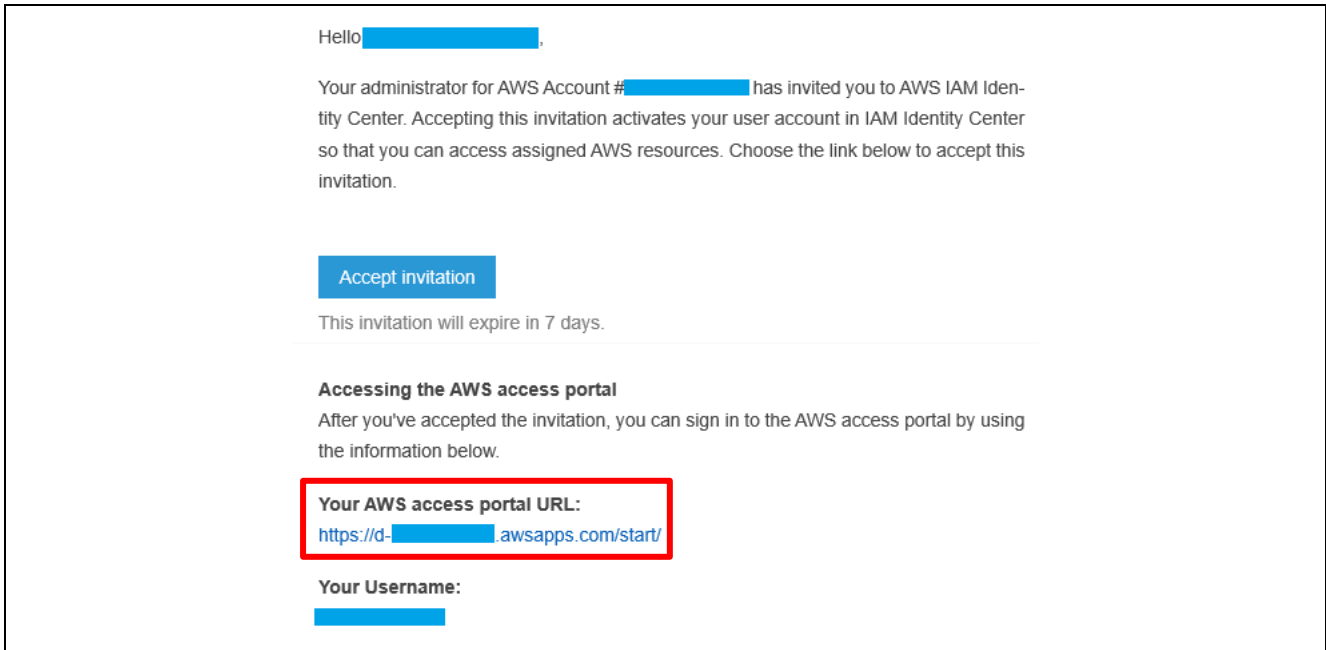 Hello ,
Your administrator for AWS Account # has invited you to AWS IAM Iden-
tity Center. Accepting this invitation activates your user account in IAM Identity Center
so that you can access assigned AWS resources. Choose the link below to accept this
invitation.
Accept invitation
This invitation will expire in 7 days.
Accessing the AWS access portal
After you've accepted the invitation, you can sign in to the AWS access portal by using
the information below.
Your AWS access portal URL:
https://d- .awsapps.com/start/
Your Username: